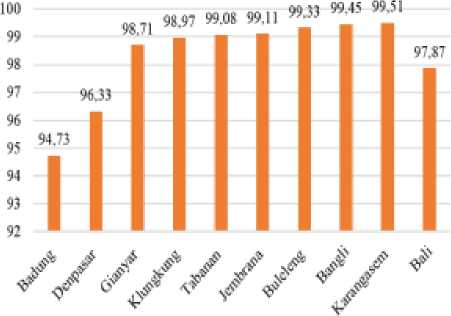 100
99
98
97
96
95
94
93
92
94,73
96,33
98,71
98,97
99,08
99,11
99,33
99,45
99,51
97,87
Badung
Denpasar
Gianyar
Klungkung
Tabanan
Jembrana
Buleleng
Bangli
Karangasem
Bali